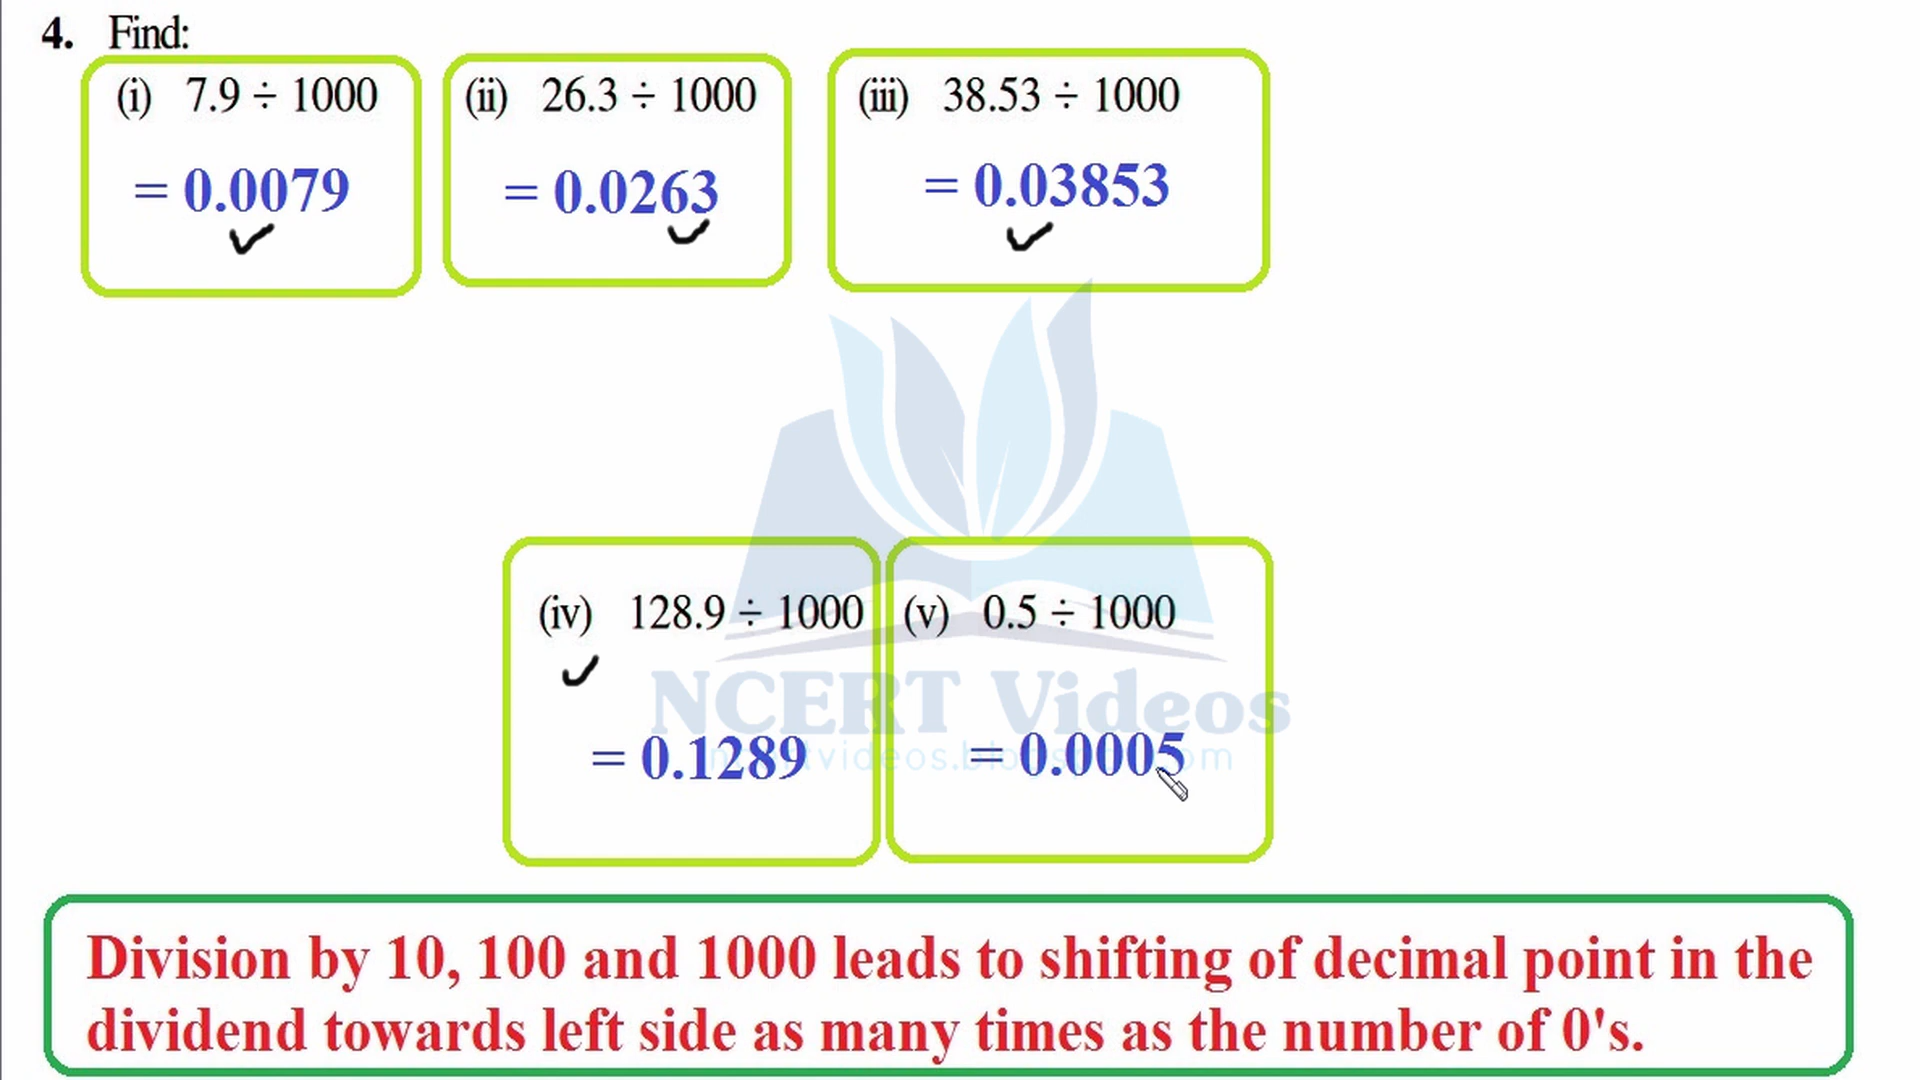 4. Find:
(i) 7.9 ÷ 1000
= 0.0079
(ii) 26.3 ÷ 1000
= 0.0263
(iii) 38.53 ÷ 1000
= 0.03853
(iv) 128.9 ÷ 1000
= 0.1289
(v) 0.5 ÷ 1000
= 0.0005
NCERT Videos
Division by 10, 100 and 1000 leads to shifting of decimal point in the
dividend towards left side as many times as the number of 0's.